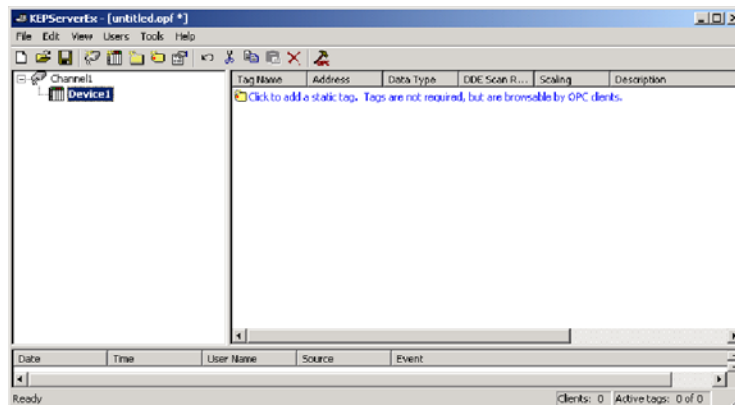 KEPServerEx - [untitled.opf *]
File Edit View Users Tools Help
Channel1
Device1
Tag Name Address Data Type DDE Scan R... Scaling Description
Click to add a static tag. Tags are not required, but are browsable by OPC clients.
Date Time User Name Source Event
Ready Clients: 0 Active tags: 0 of 0